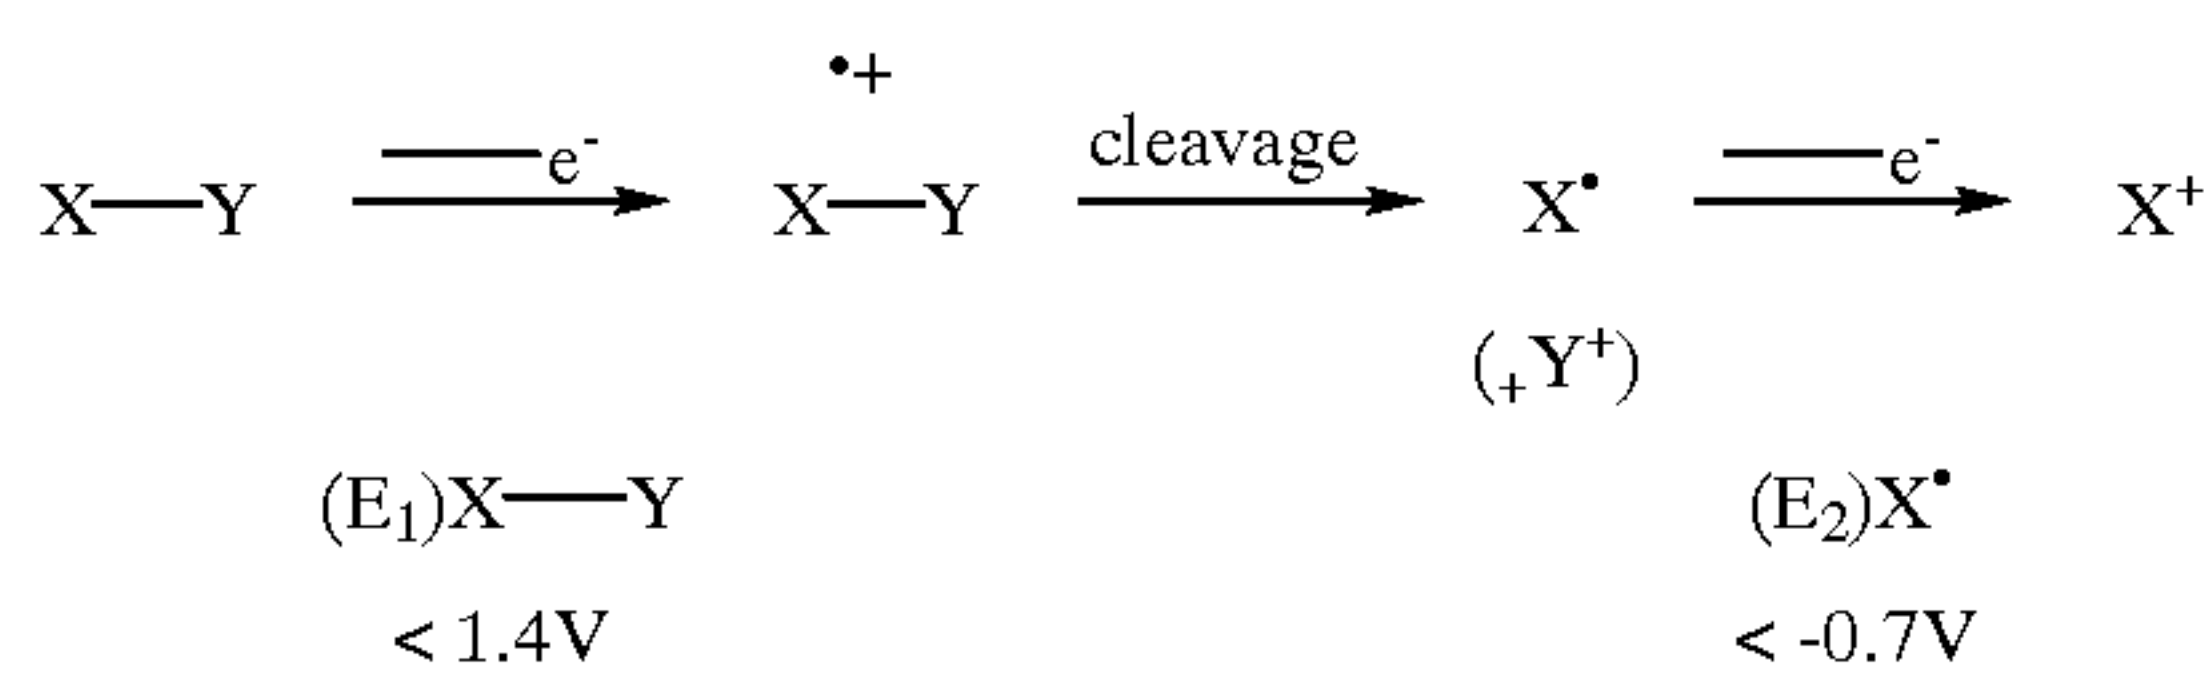 •+
X—Y —e⁻ X—Y cleavage X• —e⁻ X⁺
(₊Y⁺)
(E₁)X—Y (E₂)X•
< 1.4V < -0.7V